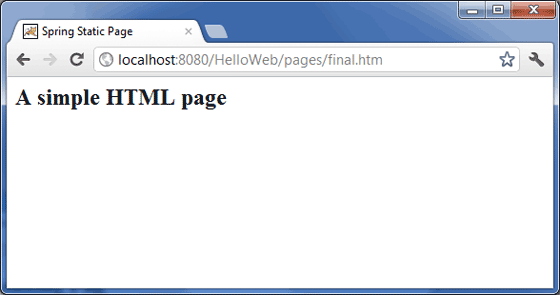 Spring Static Page
localhost:8080/HelloWeb/pages/final.htm
A simple HTML page